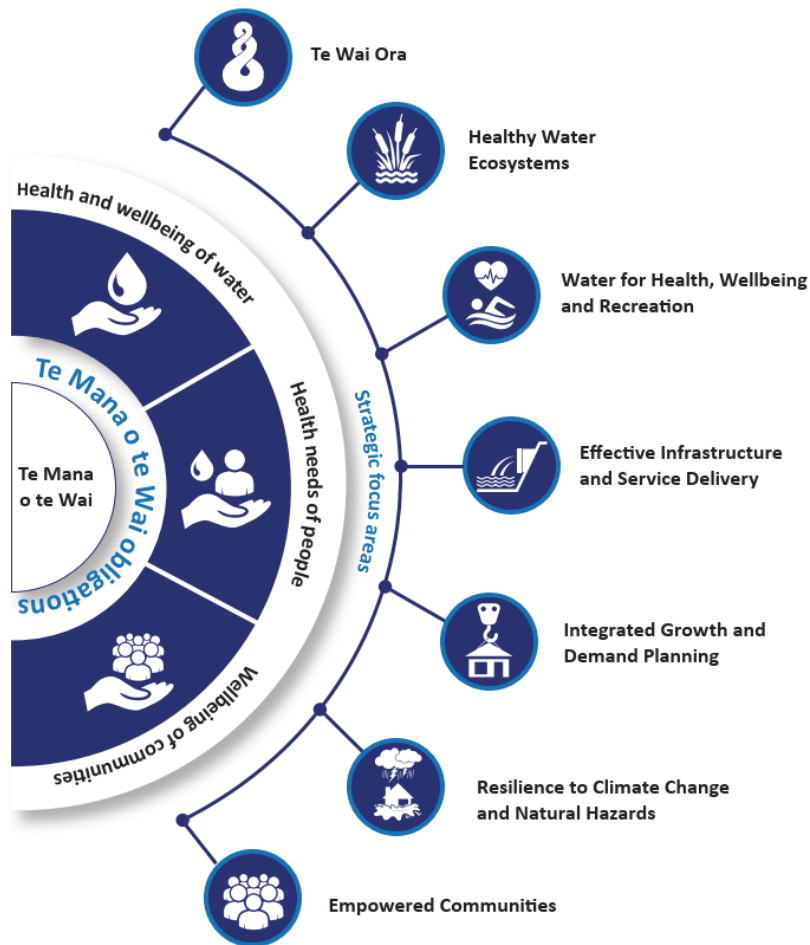 Te Wai Ora
Healthy Water
Ecosystems
Health and wellbeing of water
Water for Health, Wellbeing
and Recreation
Te Mana o te Wai obligations
Te Mana
o te Wai
Health needs of people
Strategic focus areas
Effective Infrastructure
and Service Delivery
Integrated Growth and
Demand Planning
Wellbeing of communities
Resilience to Climate Change
and Natural Hazards
Empowered Communities